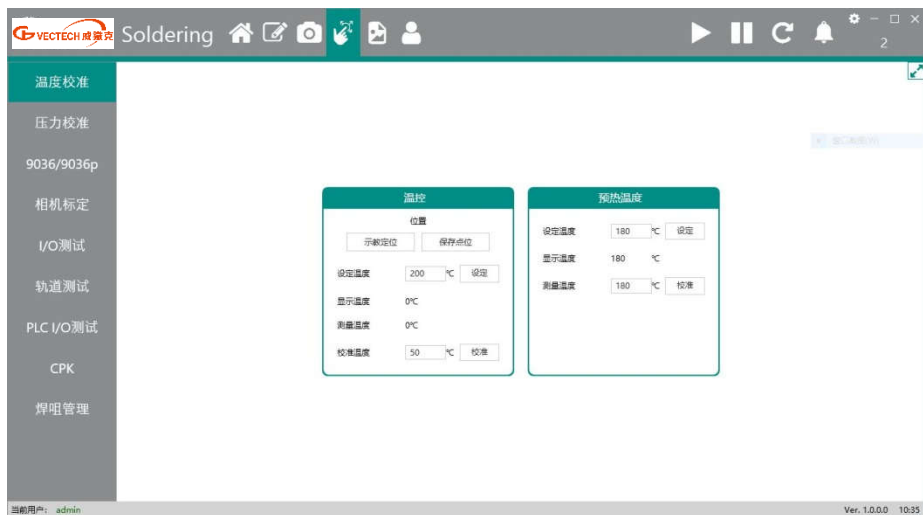 VECTECH 威讯克 Soldering
2
温度校准
压力校准
9036/9036p
相机标定
I/O测试
轨道测试
PLC I/O测试
CPK
焊咀管理
温控
位置
示教定位 保存点位
设定温度 200 ℃ 设定
显示温度 0℃
测量温度 0℃
校准温度 50 ℃ 校准
预热温度
设定温度 180 ℃ 设定
显示温度 180 ℃
测量温度 180 ℃ 校准
当前用户: admin
Ver. 1.0.0.0 10:35